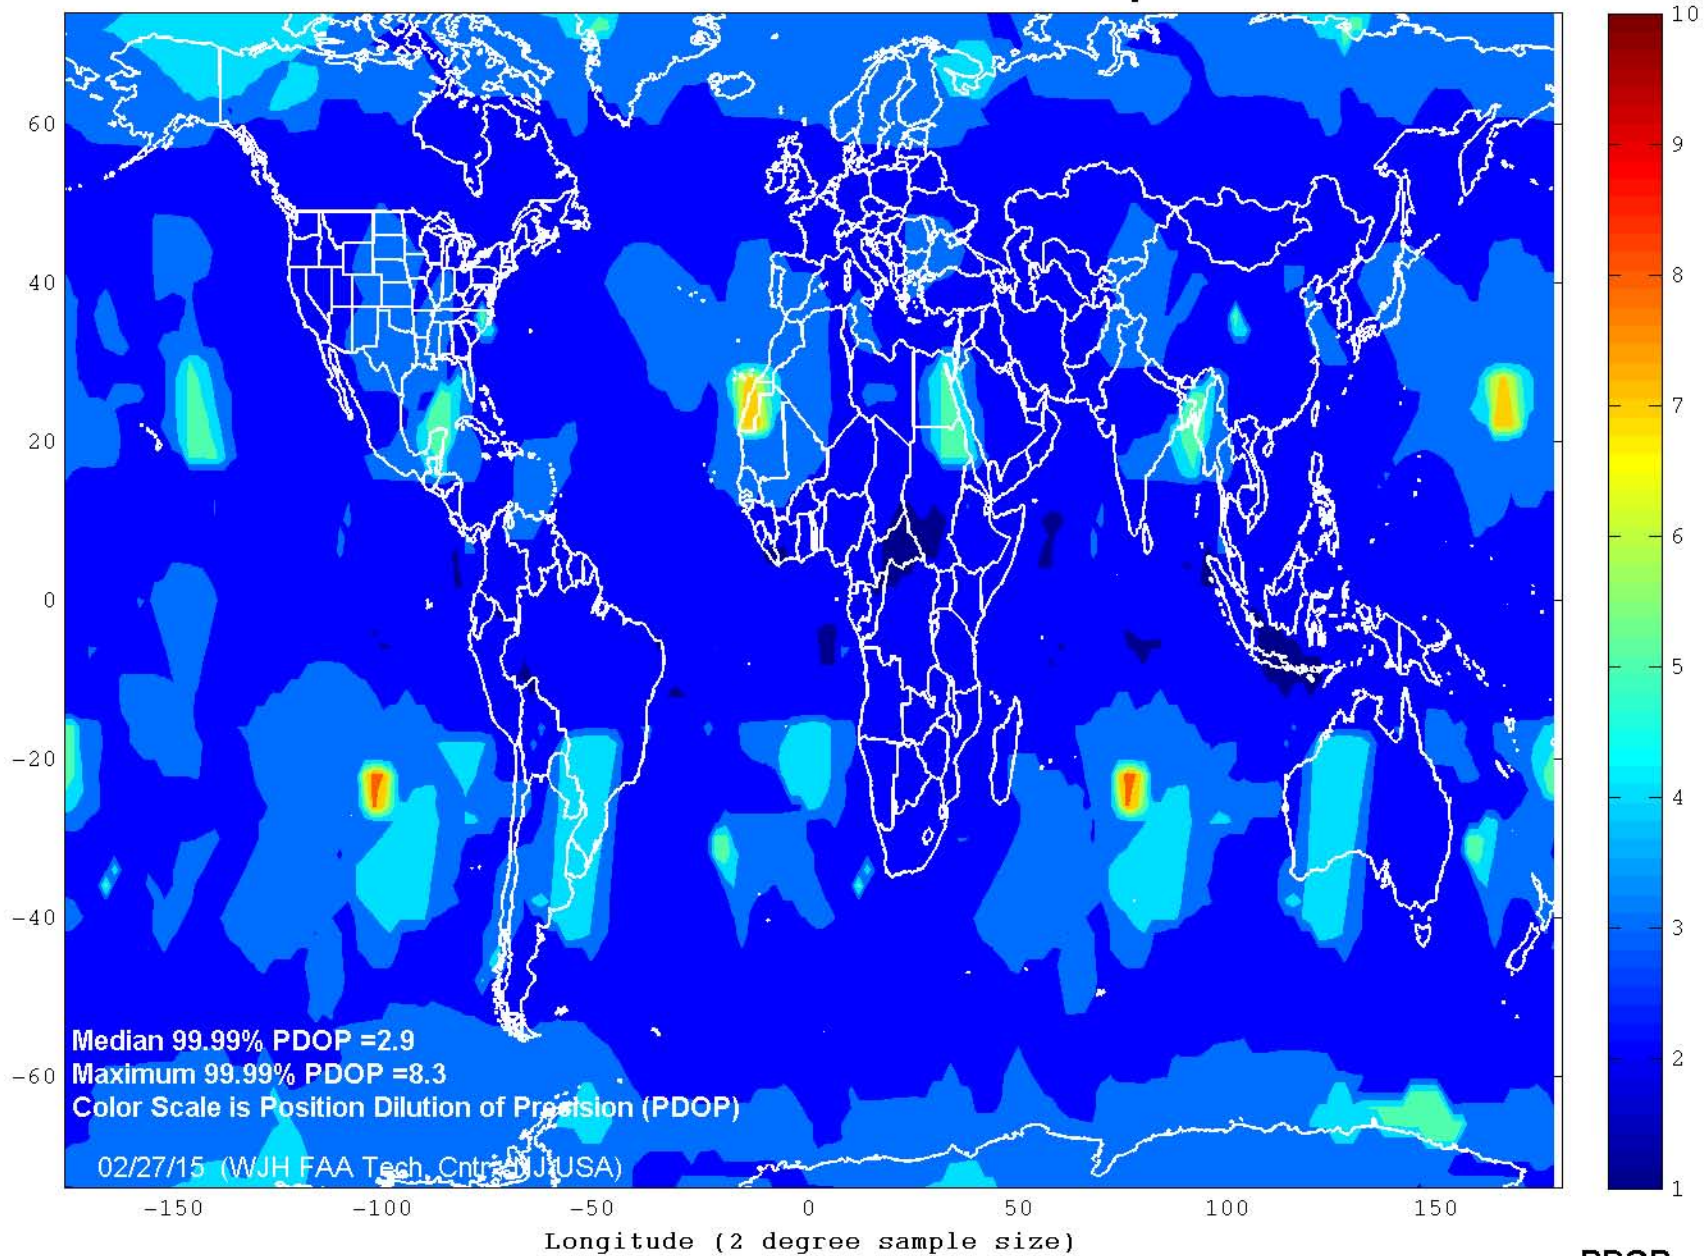 10
9
8
7
6
5
4
3
2
1
60
40
20
0
−20
−40
−60
Median 99.99% PDOP =2.9
Maximum 99.99% PDOP =8.3
Color Scale is Position Dilution of Precision (PDOP)
02/27/15 (WJH FAA Tech. Cntr. NJ USA)
−150 −100 −50 0 50 100 150
Longitude (2 degree sample size)
PDOP